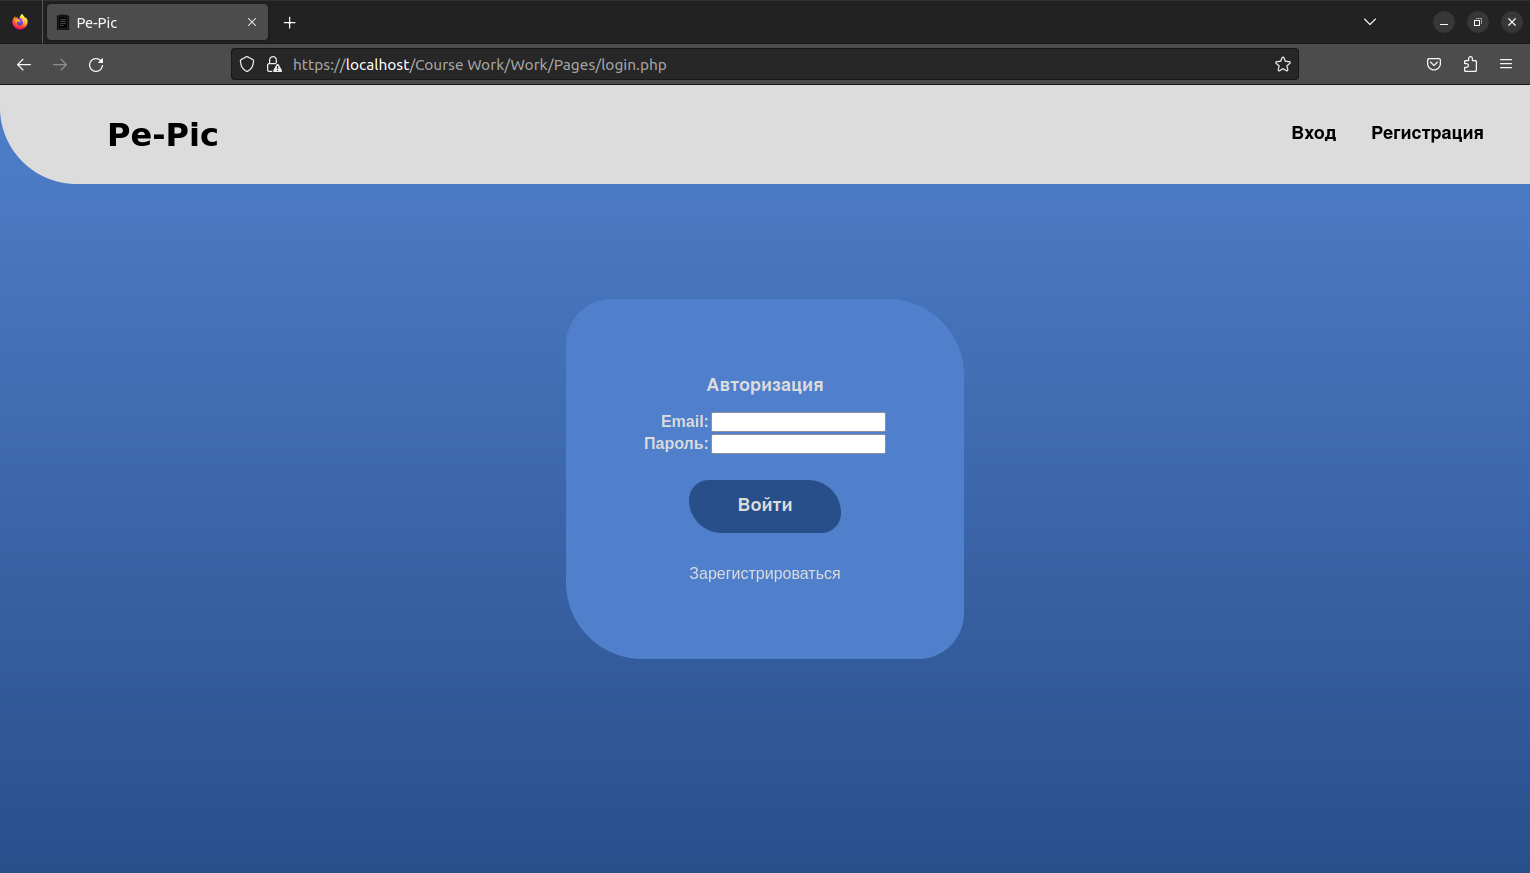 Pe-Pic
https://localhost/Course Work/Work/Pages/login.php
Pe-Pic
Вход Регистрация
Авторизация
Email:
Пароль:
Войти
Зарегистрироваться